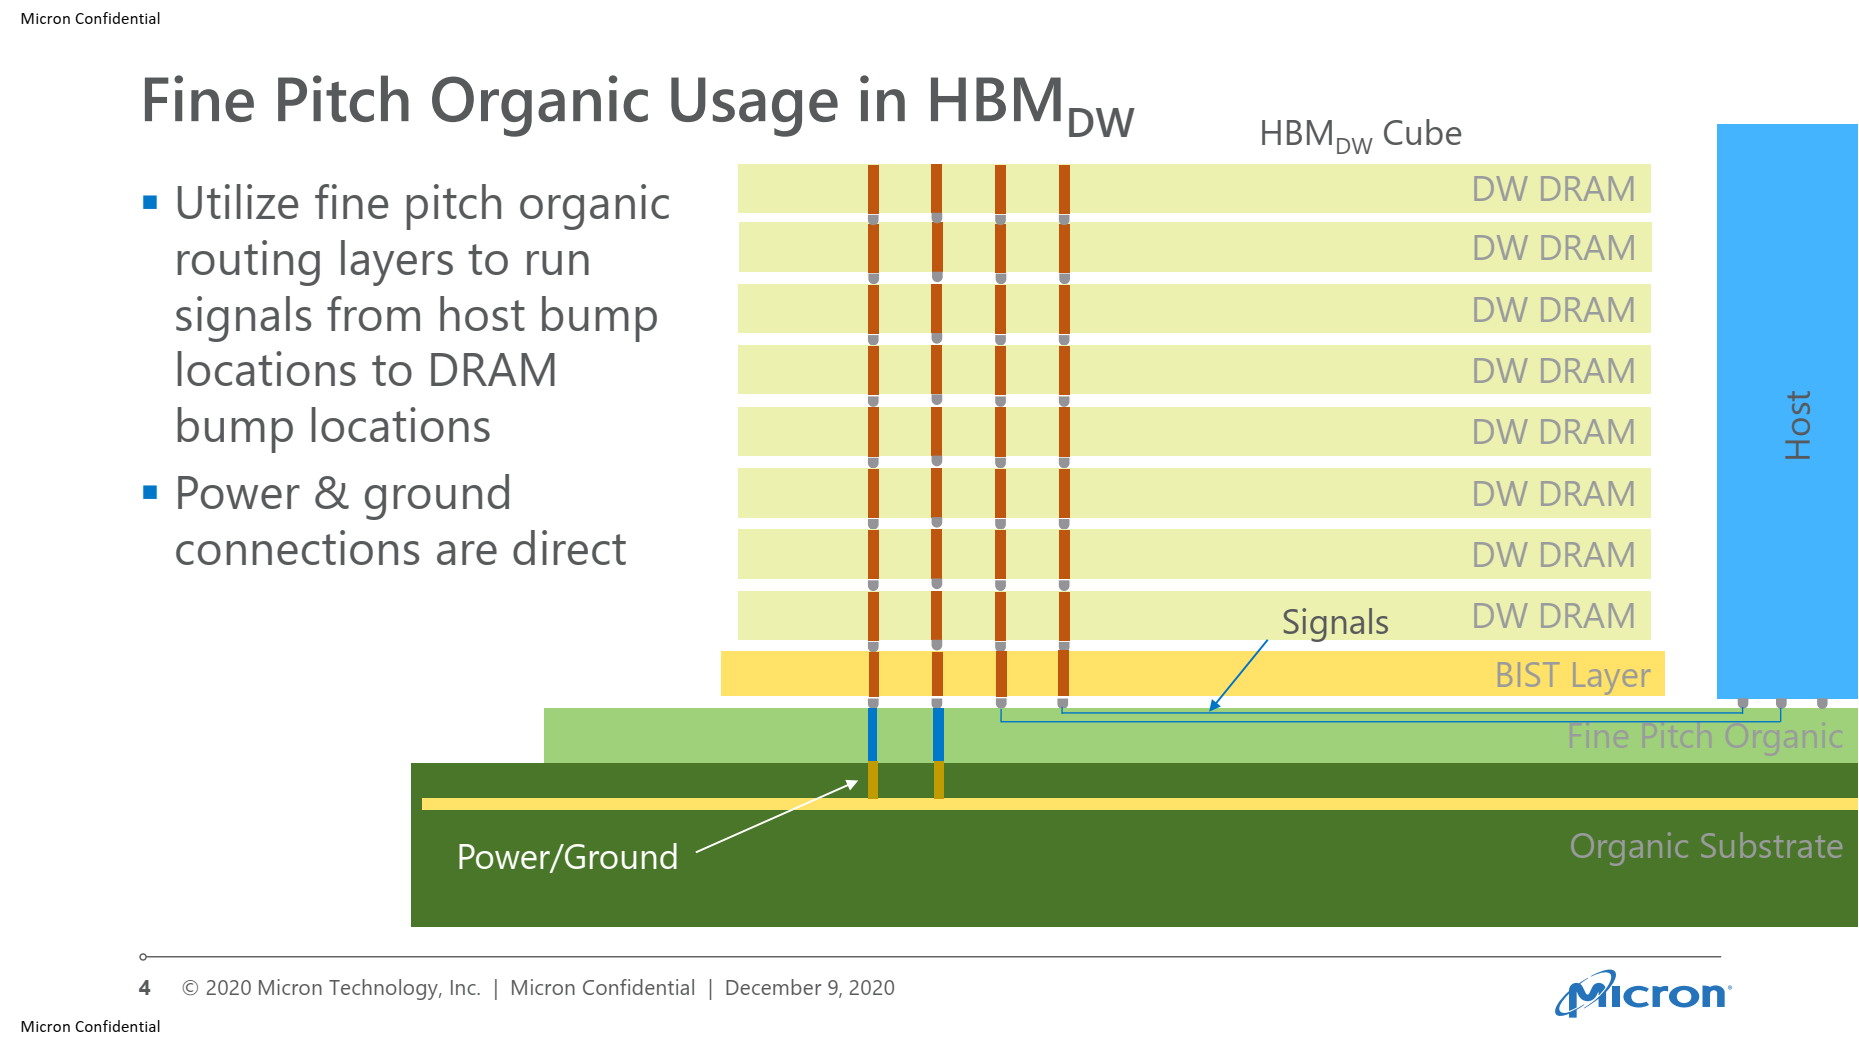 Micron Confidential
Fine Pitch Organic Usage in HBMDW
HBMDW Cube
▪ Utilize fine pitch organic
routing layers to run
signals from host bump
locations to DRAM
bump locations
▪ Power & ground
connections are direct
DW DRAM
DW DRAM
DW DRAM
DW DRAM
DW DRAM
DW DRAM
DW DRAM
DW DRAM
Host
Signals
BIST Layer
Fine Pitch Organic
Power/Ground
Organic Substrate
4 © 2020 Micron Technology, Inc. | Micron Confidential | December 9, 2020
Micron®
Micron Confidential